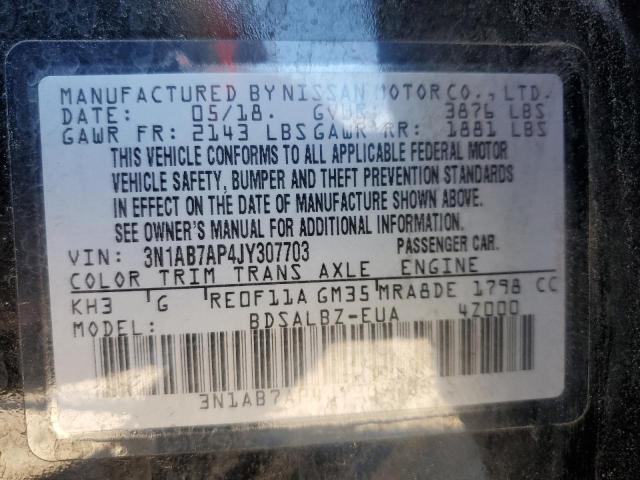 MANUFACTURED BY NISSAN MOTOR CO., LTD.
DATE: 05/18. GVWR: 3876 LBS
GAWR FR: 2143 LBS GAWR RR: 1881 LBS
THIS VEHICLE CONFORMS TO ALL APPLICABLE FEDERAL MOTOR
VEHICLE SAFETY, BUMPER AND THEFT PREVENTION STANDARDS
IN EFFECT ON THE DATE OF MANUFACTURE SHOWN ABOVE.
SEE OWNER'S MANUAL FOR ADDITIONAL INFORMATION.
VIN: 3N1AB7AP4JY307703 PASSENGER CAR.
COLOR TRIM TRANS AXLE ENGINE
KH3 G RE0F11A GM35 MRA8DE 1798 CC
MODEL: BDSALBZ-EUA 4Z000
3N1AB7AP4